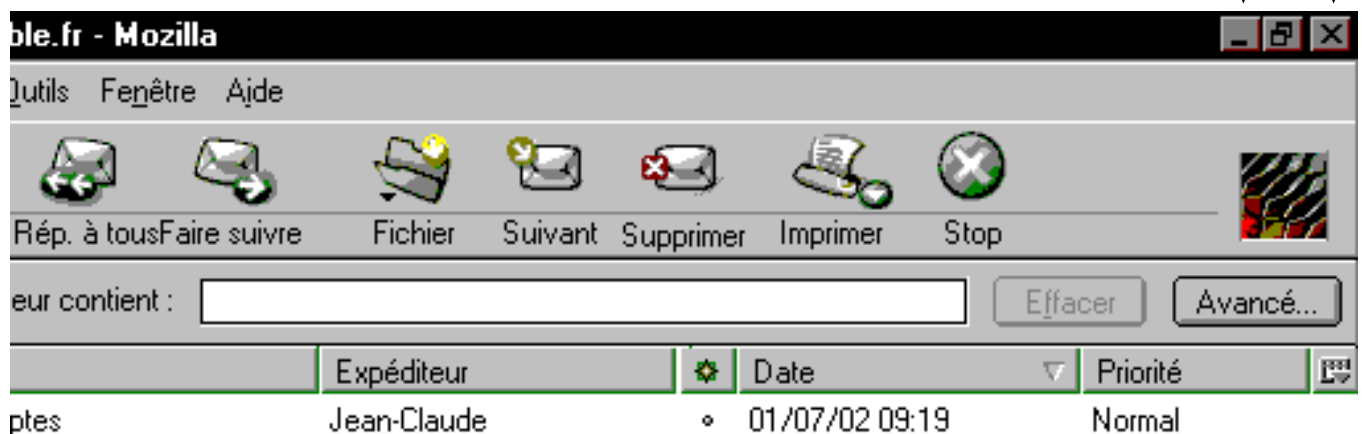 ble.fr - Mozilla
Outils Fenêtre Aide
Rép. à tous Faire suivre Fichier Suivant Supprimer Imprimer Stop
eur contient : Effacer Avancé...
Expéditeur Date Priorité
ptes Jean-Claude 01/07/02 09:19 Normal